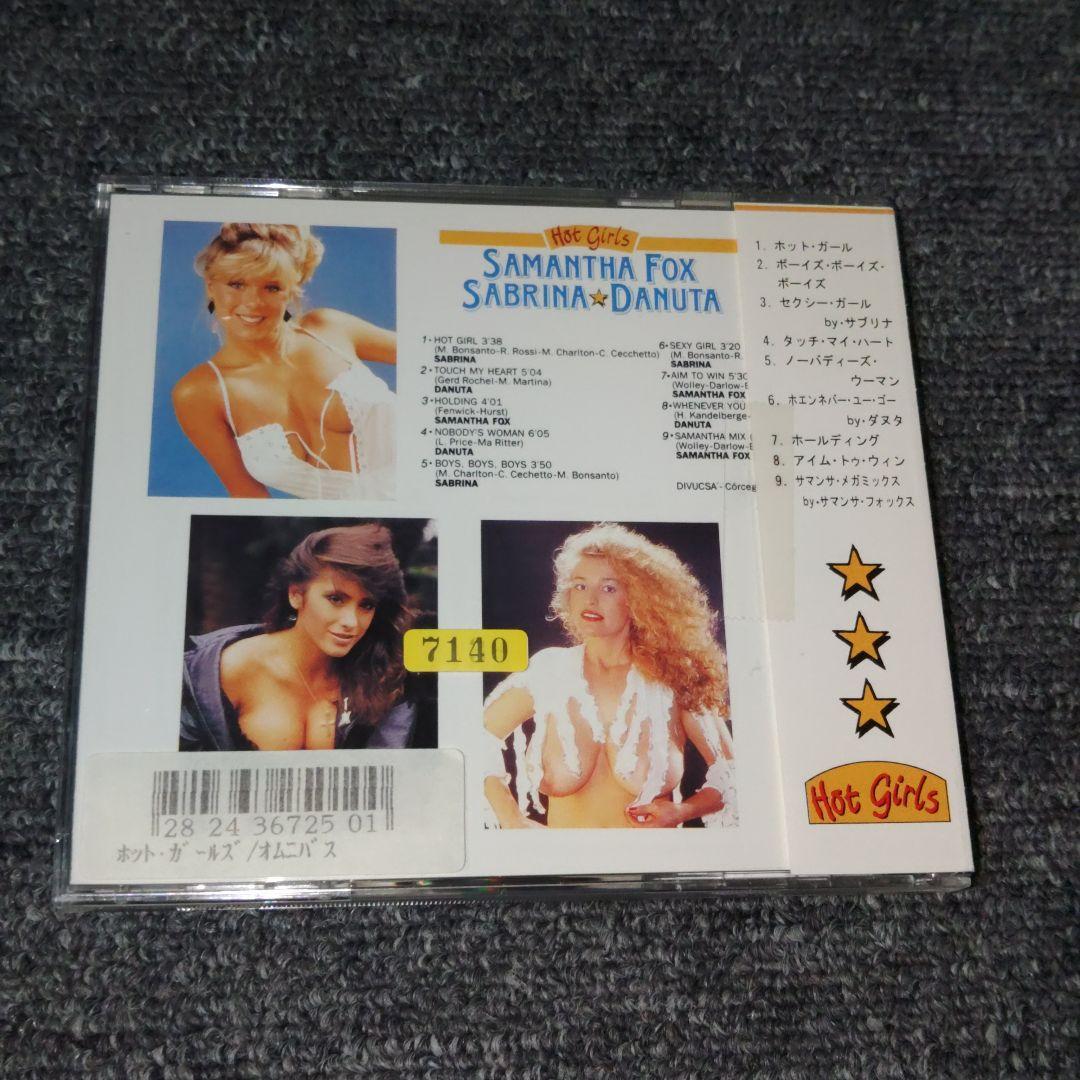 Hot Girls
SAMANTHA FOX
SABRINA★DANUTA
1・HOT GIRL 3'38
(M. Bonsanto-R. Rossi-M. Charlton-C. Cecchetto)
SABRINA
2・TOUCH MY HEART 5'04
(Gerd Rochel-M. Martina)
DANUTA
3・HOLDING 4'01
(Fenwick-Hurst)
SAMANTHA FOX
4・NOBODY'S WOMAN 6'05
(L. Price-Ma Ritter)
DANUTA
5・BOYS, BOYS, BOYS 3'50
(M. Charlton-C. Cechetto-M. Bonsanto)
SABRINA
6・SEXY GIRL 3'20
(M. Bonsanto-R.
SABRINA
7・AIM TO WIN 5'30
(Wolley-Darlow-
SAMANTHA FOX
8・WHENEVER YOU
(H. Kandelberge-
DANUTA
9・SAMANTHA MIX
(Wolley-Darlow-
SAMANTHA FOX
DIVUCSA - Córceg
1. ホット・ガール
2. ボーイズ・ボーイズ・
ボーイズ
3. セクシー・ガール
by・サブリナ
4. タッチ・マイ・ハート
5. ノーバディーズ・
ウーマン
6. ホエンネバー・ユー・ゴー
by・ダヌタ
7. ホールディング
8. アイム・トゥ・ウィン
9. サマンサ・メガミックス
by・サマンサ・フォックス
Hot Girls
7140
28 24 36725 01
ホット・ガールズ/オムニバス